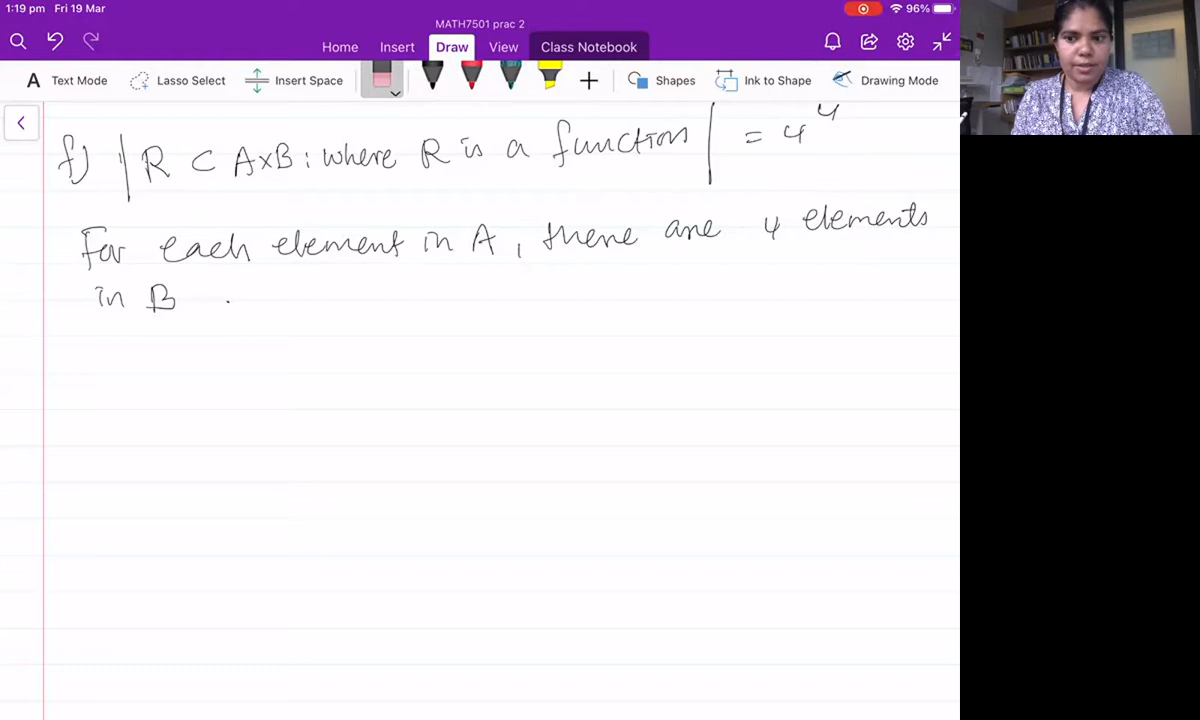 1:19 pm Fri 19 Mar
96%
MATH7501 prac 2
Home Insert Draw View Class Notebook
A Text Mode Lasso Select Insert Space Shapes Ink to Shape Drawing Mode
f) |R ⊂ A×B : where R is a function| = 4^4
For each element in A, there are 4 elements
in B .